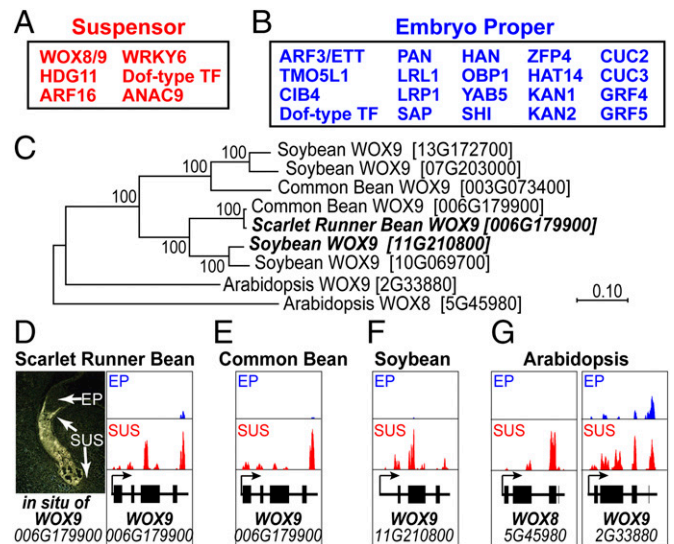 A
Suspensor
WOX8/9 WRKY6
HDG11 Dof-type TF
ARF16 ANAC9
B
Embryo Proper
ARF3/ETT PAN HAN ZFP4 CUC2
TMO5L1 LRL1 OBP1 HAT14 CUC3
CIB4 LRP1 YAB5 KAN1 GRF4
Dof-type TF SAP SHI KAN2 GRF5
C
100 Soybean WOX9 [13G172700]
100 Soybean WOX9 [07G203000]
Common Bean WOX9 [003G073400]
100 100 Common Bean WOX9 [006G179900]
Scarlet Runner Bean WOX9 [006G179900]
100 Soybean WOX9 [11G210800]
100 Soybean WOX9 [10G069700]
Arabidopsis WOX9 [2G33880]
Arabidopsis WOX8 [5G45980]
0.10
D E F G
Scarlet Runner Bean Common Bean Soybean Arabidopsis
EP EP EP EP EP EP
SUS SUS SUS SUS SUS SUS
in situ of
WOX9 WOX9 WOX9 WOX9 WOX8 WOX9
006G179900 006G179900 006G179900 11G210800 5G45980 2G33880